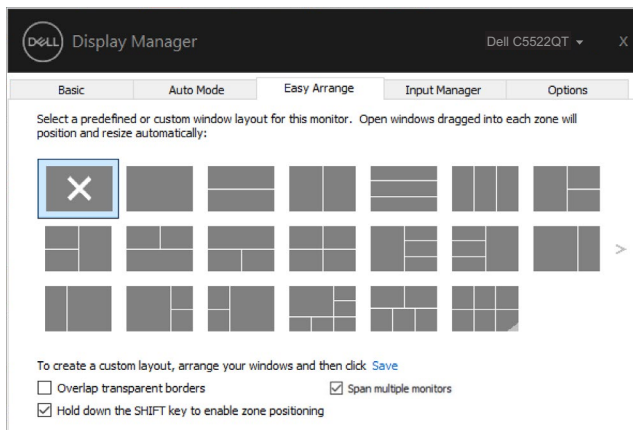 DELL Display Manager Dell C5522QT X
Basic Auto Mode Easy Arrange Input Manager Options
Select a predefined or custom window layout for this monitor. Open windows dragged into each zone will
position and resize automatically:
>
To create a custom layout, arrange your windows and then click Save
Overlap transparent borders Span multiple monitors
Hold down the SHIFT key to enable zone positioning